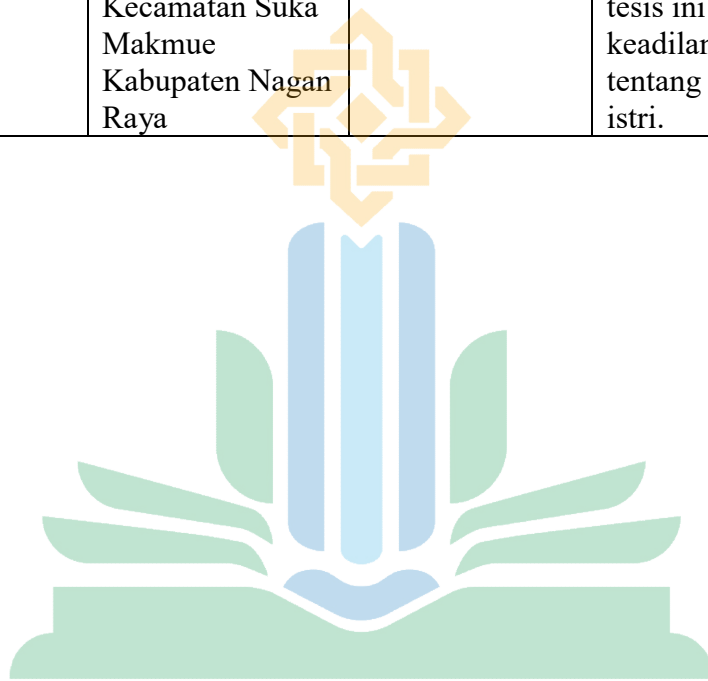 Kecamatan Suka
Makmue
Kabupaten Nagan
Raya
tesis ini
keadilan
tentang
istri.